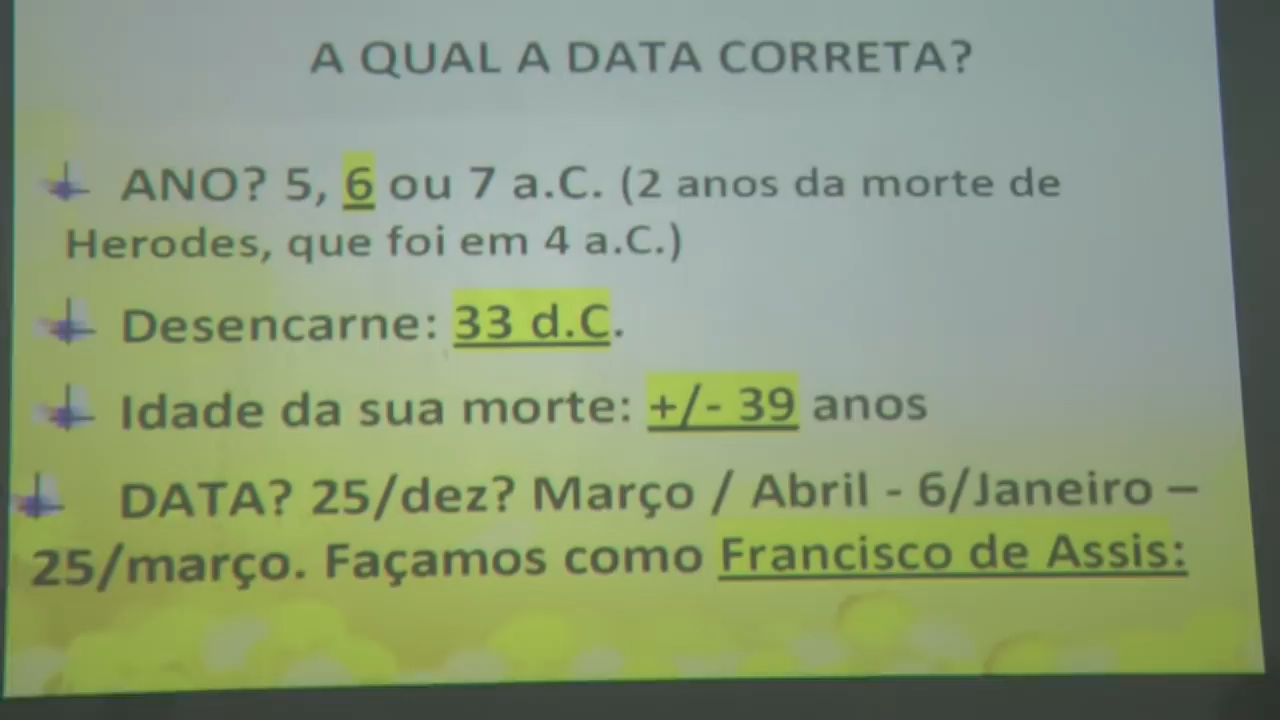 A QUAL A DATA CORRETA?
ANO? 5, 6 ou 7 a.C. (2 anos da morte de
Herodes, que foi em 4 a.C.)
Desencarne: 33 d.C.
Idade da sua morte: +/- 39 anos
DATA? 25/dez? Março / Abril - 6/Janeiro –
25/março. Façamos como Francisco de Assis: